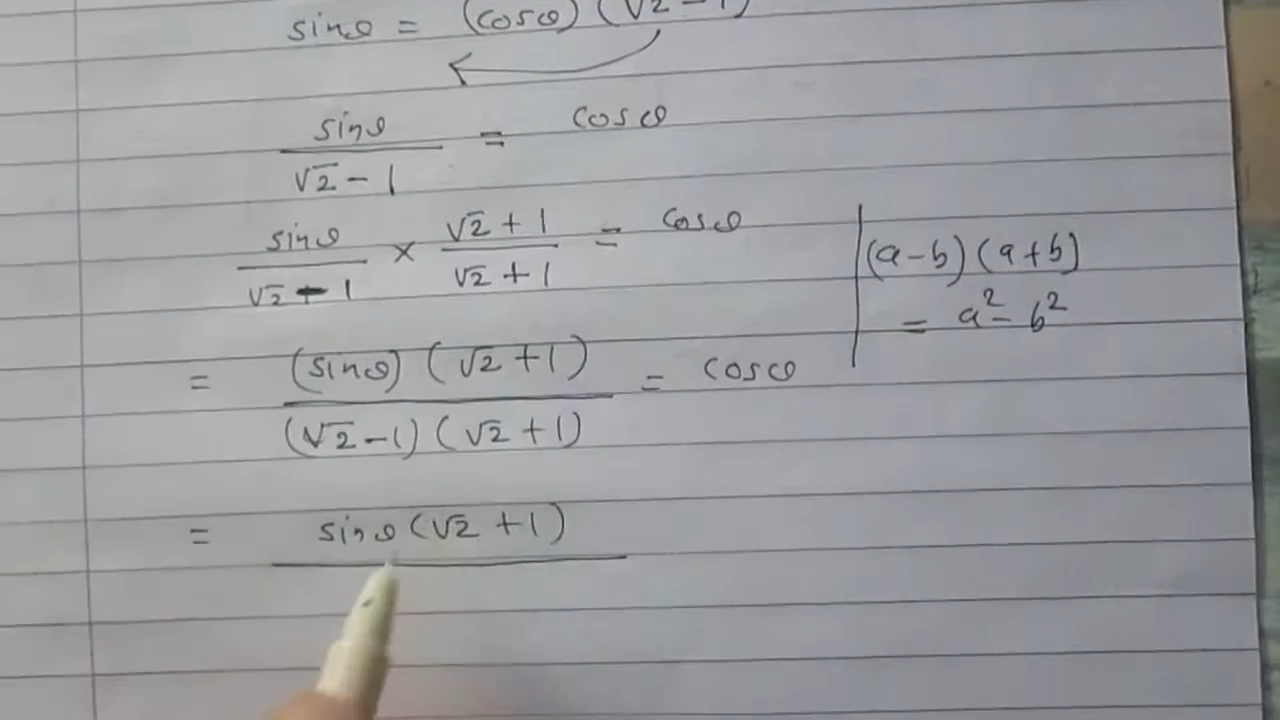 sinθ = (cosθ) (√2 - 1)
sinθ / √2 - 1 = cosθ
sinθ / √2 - 1 × √2 + 1 / √2 + 1 = cosθ
(a-b) (a+b)
= a² - b²
= (sinθ) (√2 + 1) / (√2 - 1) (√2 + 1) = cosθ
= sinθ (√2 + 1)